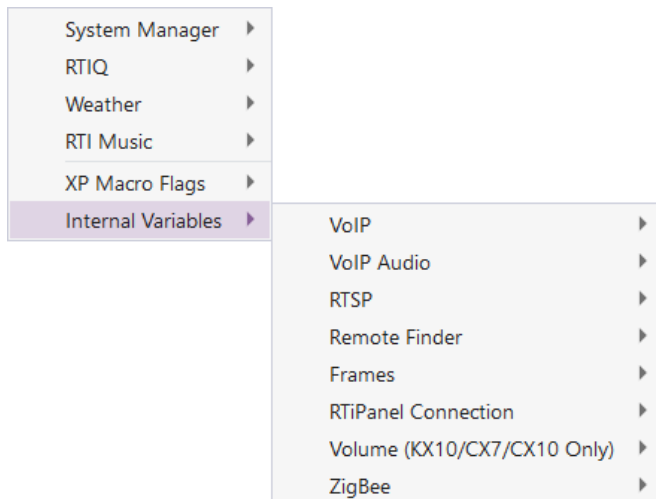 System Manager
RTIQ
Weather
RTI Music
XP Macro Flags
Internal Variables
VoIP
VoIP Audio
RTSP
Remote Finder
Frames
RTiPanel Connection
Volume (KX10/CX7/CX10 Only)
ZigBee